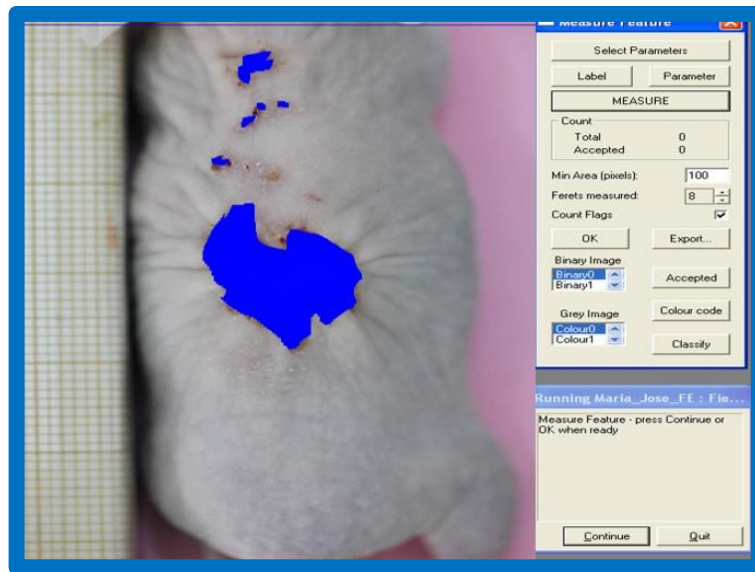 Measure Feature
Select Parameters
Label
Parameter
MEASURE
Count
Total 0
Accepted 0
Min Area (pixels): 100
Ferets measured: 8
Count Flags
OK
Export...
Binary Image
Binary0
Binary1
Accepted
Grey Image
Colour0
Colour1
Colour code
Classify
Running Maria_Jose_FE : Fie...
Measure Feature - press Continue or
OK when ready
Continue
Quit